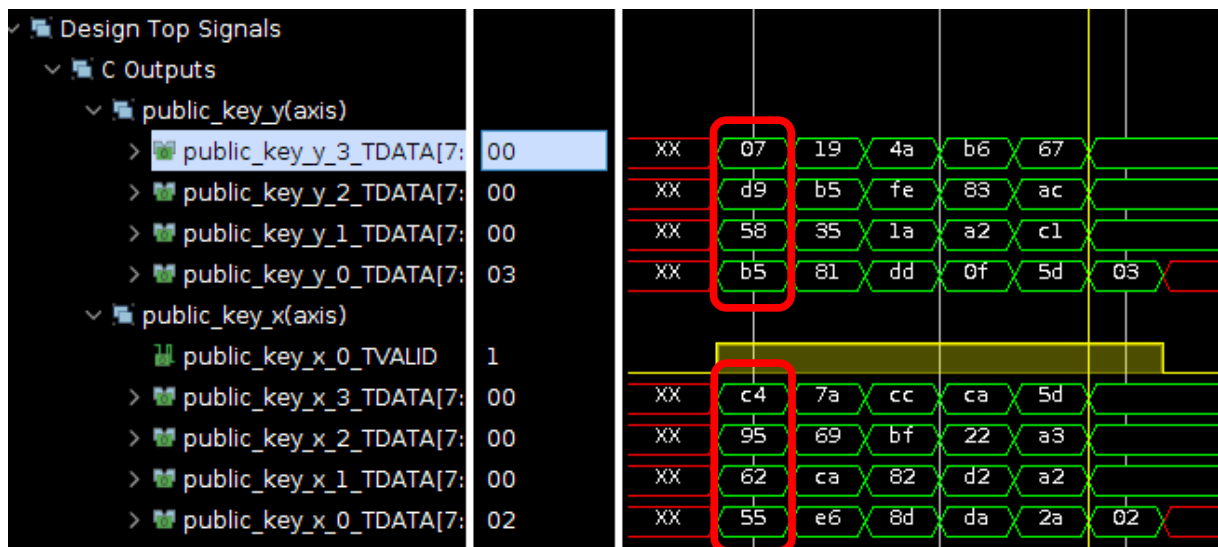 Design Top Signals
C Outputs
public_key_y(axis)
public_key_y_3_TDATA[7: 00 XX 07 19 4a b6 67
public_key_y_2_TDATA[7: 00 XX d9 b5 fe 83 ac
public_key_y_1_TDATA[7: 00 XX 58 35 1a a2 c1
public_key_y_0_TDATA[7: 03 XX b5 81 dd 0f 5d 03
public_key_x(axis)
public_key_x_0_TVALID 1
public_key_x_3_TDATA[7: 00 XX c4 7a cc ca 5d
public_key_x_2_TDATA[7: 00 XX 95 69 bf 22 a3
public_key_x_1_TDATA[7: 00 XX 62 ca 82 d2 a2
public_key_x_0_TDATA[7: 02 XX 55 e6 8d da 2a 02